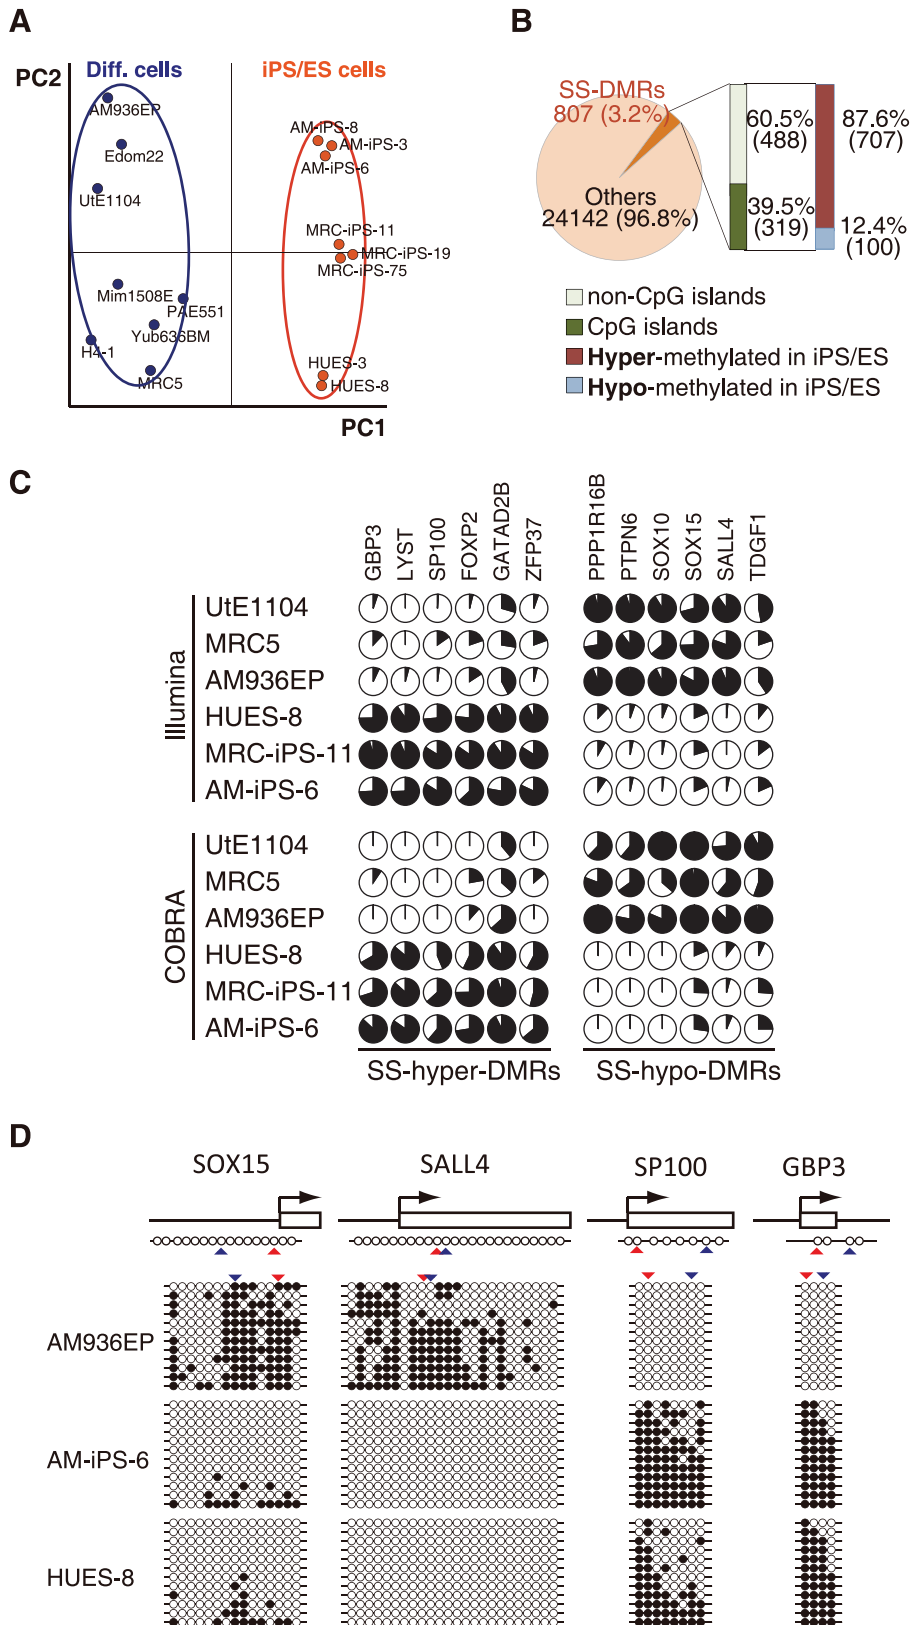 A
PC2
Diff. cells
iPS/ES cells
AM936EP
Edom22
UtE1104
Mim1508E
PAE551
Yub636BM
H4-1
MRC5
AM-iPS-8
AM-iPS-3
AM-iPS-6
MRC-iPS-11
MRC-iPS-19
MRC-iPS-75
HUES-3
HUES-8
PC1
B
SS-DMRs
807 (3.2%)
Others
24142 (96.8%)
60.5%
(488)
39.5%
(319)
87.6%
(707)
12.4%
(100)
non-CpG islands
CpG islands
Hyper-methylated in iPS/ES
Hypo-methylated in iPS/ES
C
GBP3
LYST
SP100
FOXP2
GATAD2B
ZFP37
PPP1R16B
PTPN6
SOX10
SOX15
SALL4
TDGF1
Illumina
UtE1104
MRC5
AM936EP
HUES-8
MRC-iPS-11
AM-iPS-6
COBRA
UtE1104
MRC5
AM936EP
HUES-8
MRC-iPS-11
AM-iPS-6
SS-hyper-DMRs
SS-hypo-DMRs
D
SOX15
SALL4
SP100
GBP3
AM936EP
AM-iPS-6
HUES-8